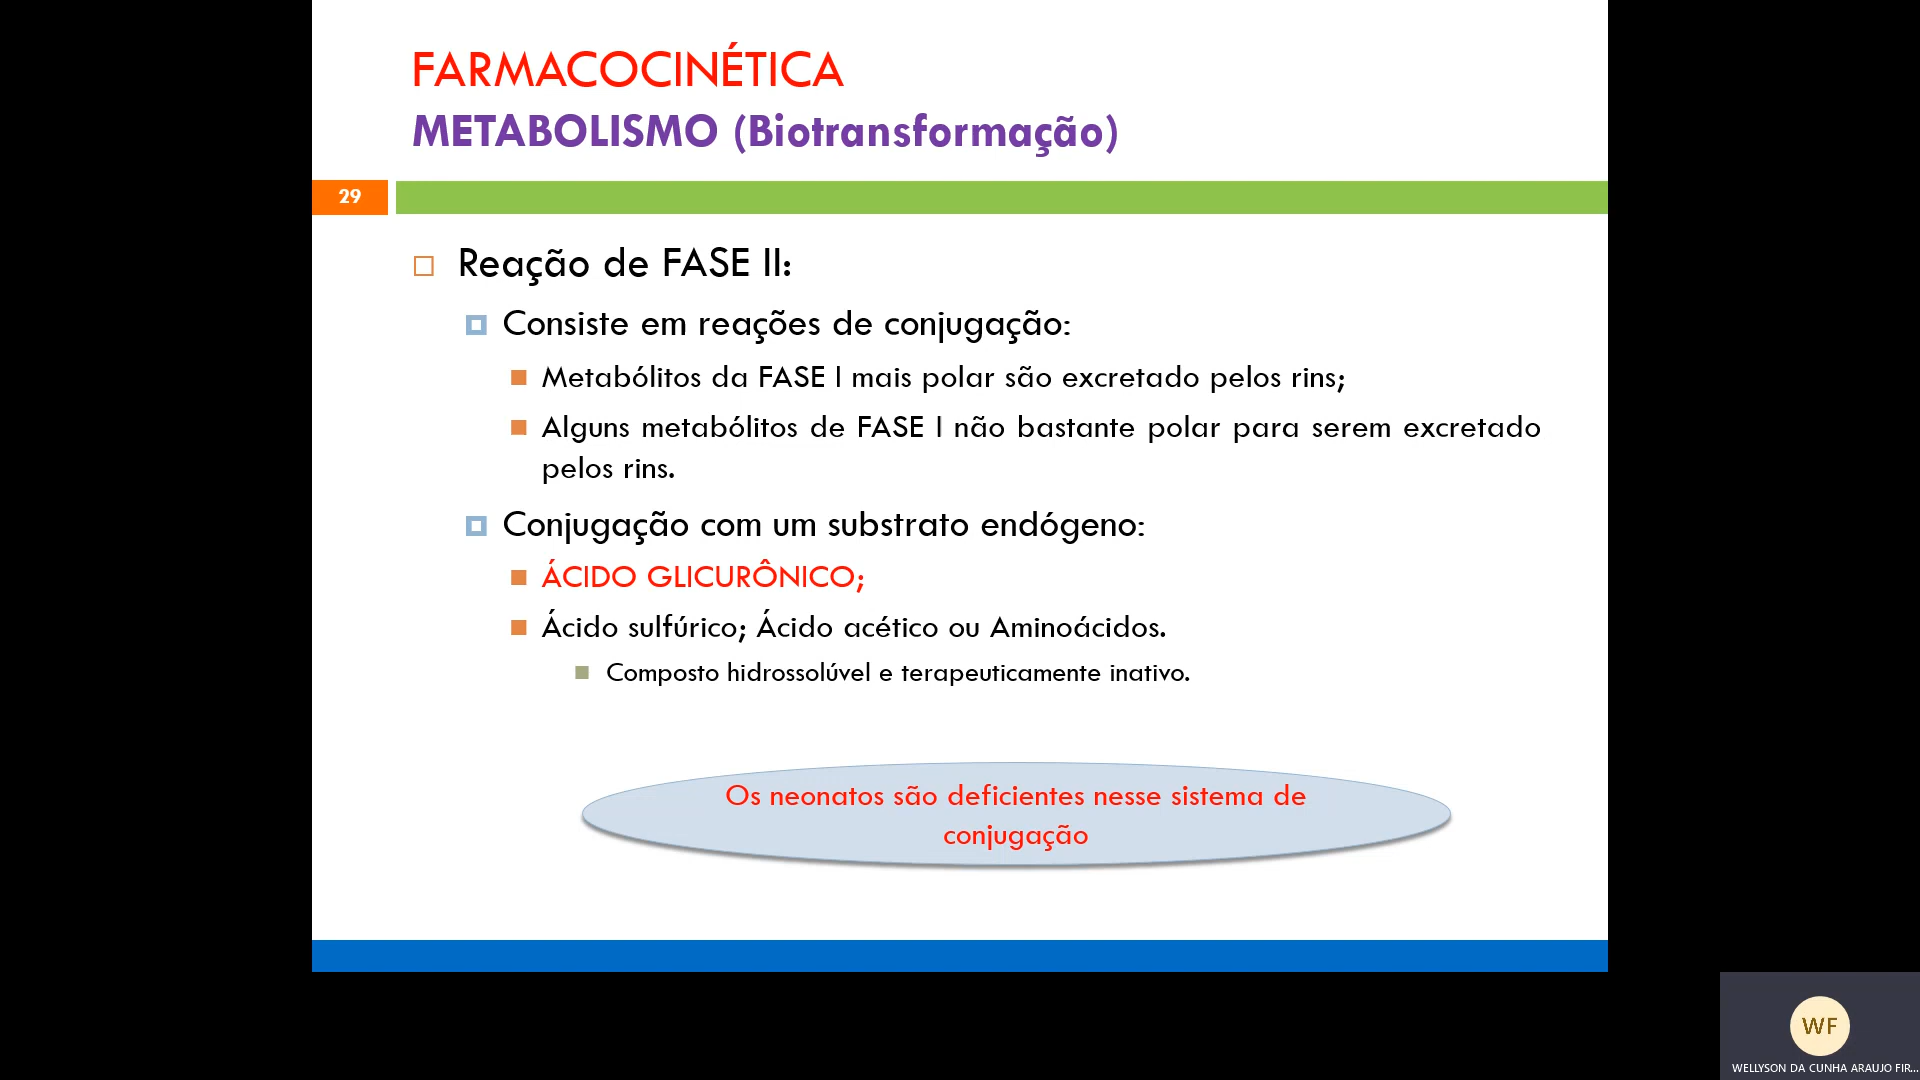 FARMACOCINÉTICA
METABOLISMO (Biotransformação)
29
Reação de FASE II:
Consiste em reações de conjugação:
Metabólitos da FASE I mais polar são excretado pelos rins;
Alguns metabólitos de FASE I não bastante polar para serem excretado
pelos rins.
Conjugação com um substrato endógeno:
ÁCIDO GLICURÔNICO;
Ácido sulfúrico; Ácido acético ou Aminoácidos.
Composto hidrossolúvel e terapeuticamente inativo.
Os neonatos são deficientes nesse sistema de
conjugação
WF
WELLYSON DA CUNHA ARAUJO FIR...